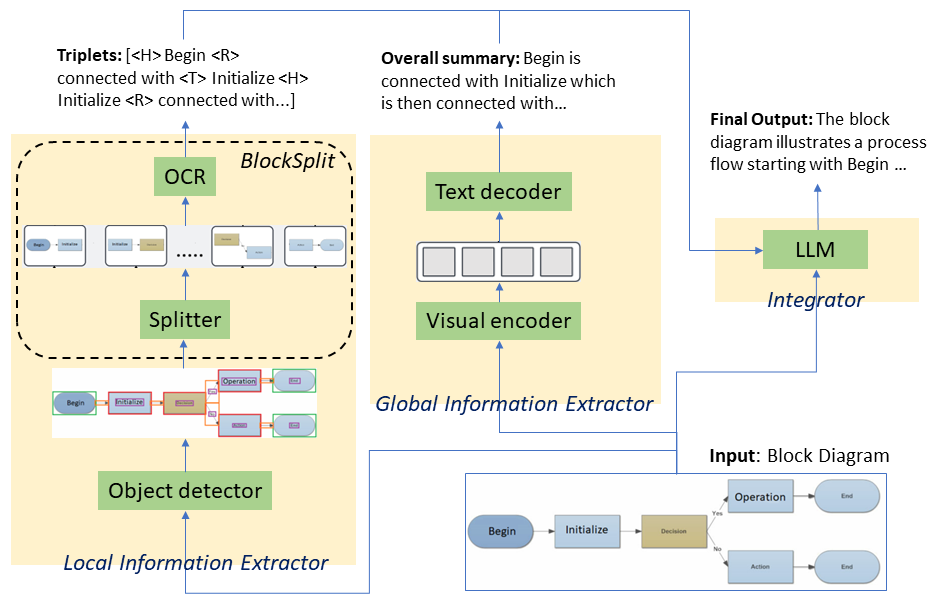 Triplets: [<H> Begin <R>
connected with <T> Initialize <H>
Initialize <R> connected with...]
Overall summary: Begin is
connected with Initialize which
is then connected with...
Final Output: The block
diagram illustrates a process
flow starting with Begin ...
BlockSplit
OCR
Begin
Initialize
Initialize
.....
Splitter
Begin
Initialize
Operation
Object detector
Local Information Extractor
Text decoder
Visual encoder
Global Information Extractor
LLM
Integrator
Input: Block Diagram
Begin
Initialize
Decision
Yes
No
Operation
End
Action
End